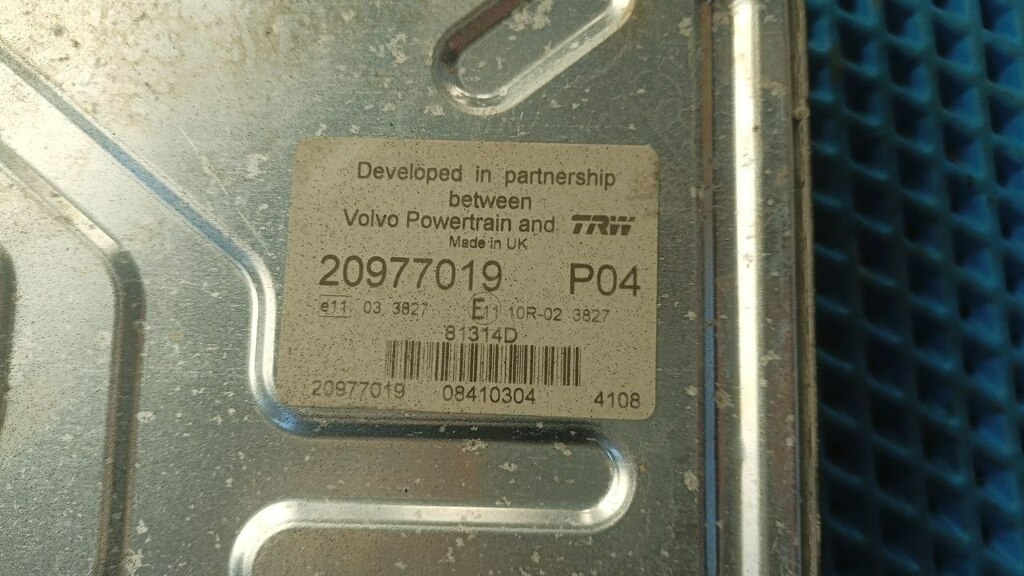 Developed in partnership
between
Volvo Powertrain and TRW
Made in UK
20977019 P04
e11 03 3827 E11 10R-02 3827
81314D
20977019 08410304 4108